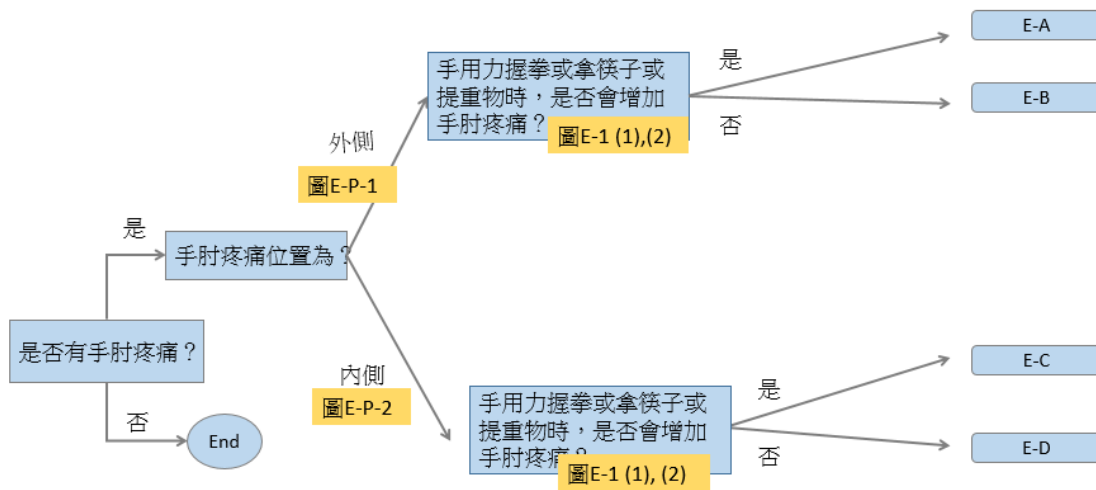 是否有手肘疼痛？
是
否
End
手肘疼痛位置為？
外側
圖E-P-1
手用力握拳或拿筷子或
提重物時，是否會增加
手肘疼痛？
圖E-1 (1),(2)
是
否
E-A
E-B
內側
圖E-P-2
手用力握拳或拿筷子或
提重物時，是否會增加
手肘疼痛？
圖E-1 (1), (2)
是
否
E-C
E-D